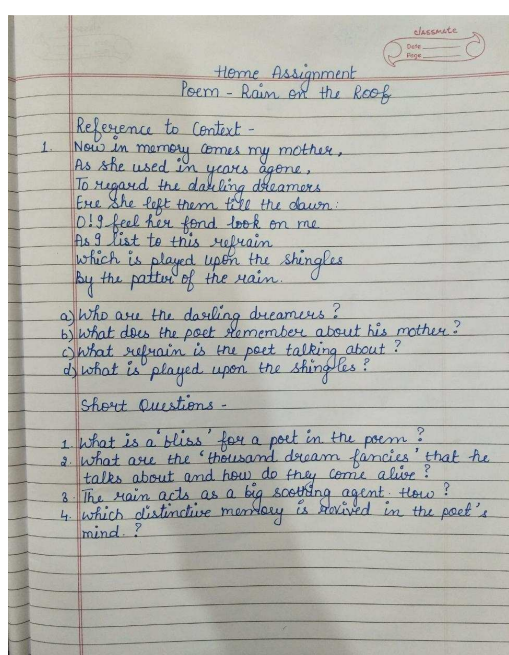 classmate
Date
Page
Home Assignment
Poem - Rain on the Roof
Reference to Context -
1. Now in memory comes my mother,
As she used in years agone,
To regard the darling dreamers
Ere she left them till the dawn:
O! I feel her fond look on me
As I list to this refrain
Which is played upon the shingles
By the patter of the rain.
a) Who are the darling dreamers?
b) What does the poet remember about his mother?
c) What refrain is the poet talking about?
d) What is played upon the shingles?
Short Questions -
1. What is a 'bliss' for a poet in the poem?
2. What are the 'thousand dream fancies' that he
talks about and how do they come alive?
3. The rain acts as a big soothing agent. How?
4. Which distinctive memory is revived in the poet's
mind.?